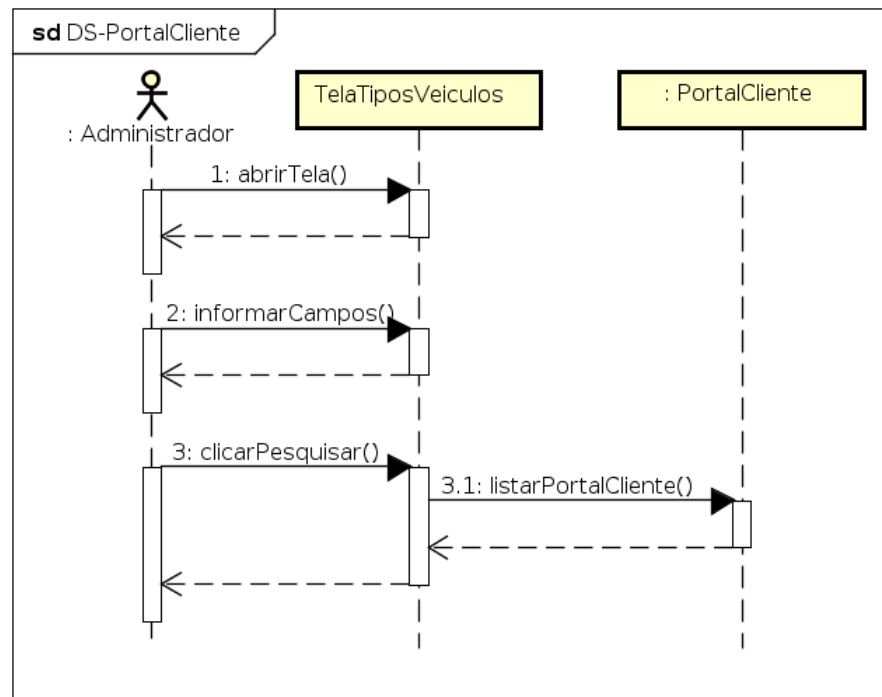 sd DS-PortalCliente
TelaTiposVeiculos
: PortalCliente
: Administrador
1: abrirTela()
2: informarCampos()
3: clicarPesquisar()
3.1: listarPortalCliente()